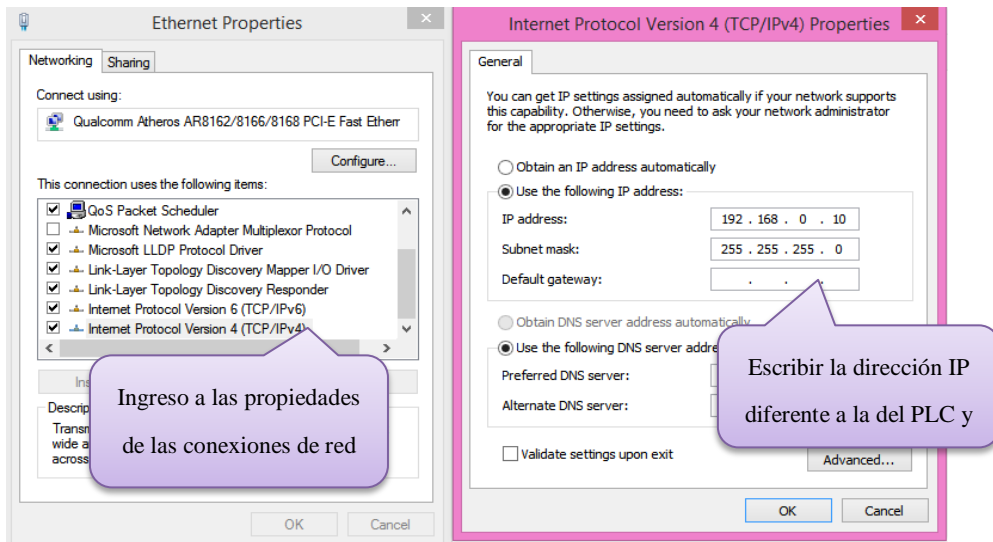 Ethernet Properties
Networking
Sharing
Connect using:
Qualcomm Atheros AR8162/8166/8168 PCI-E Fast Ethern
Configure...
This connection uses the following items:
QoS Packet Scheduler
Microsoft Network Adapter Multiplexor Protocol
Microsoft LLDP Protocol Driver
Link-Layer Topology Discovery Mapper I/O Driver
Link-Layer Topology Discovery Responder
Internet Protocol Version 6 (TCP/IPv6)
Internet Protocol Version 4 (TCP/IPv4)
Ingreso a las propiedades
de las conexiones de red
OK
Cancel
Internet Protocol Version 4 (TCP/IPv4) Properties
General
You can get IP settings assigned automatically if your network supports
this capability. Otherwise, you need to ask your network administrator
for the appropriate IP settings.
Obtain an IP address automatically
Use the following IP address:
IP address: 192 . 168 . 0 . 10
Subnet mask: 255 . 255 . 255 . 0
Default gateway: . . .
Obtain DNS server address automatically
Use the following DNS server addre
Preferred DNS server:
Alternate DNS server:
Escribir la dirección IP
diferente a la del PLC y
Validate settings upon exit
Advanced...
OK
Cancel